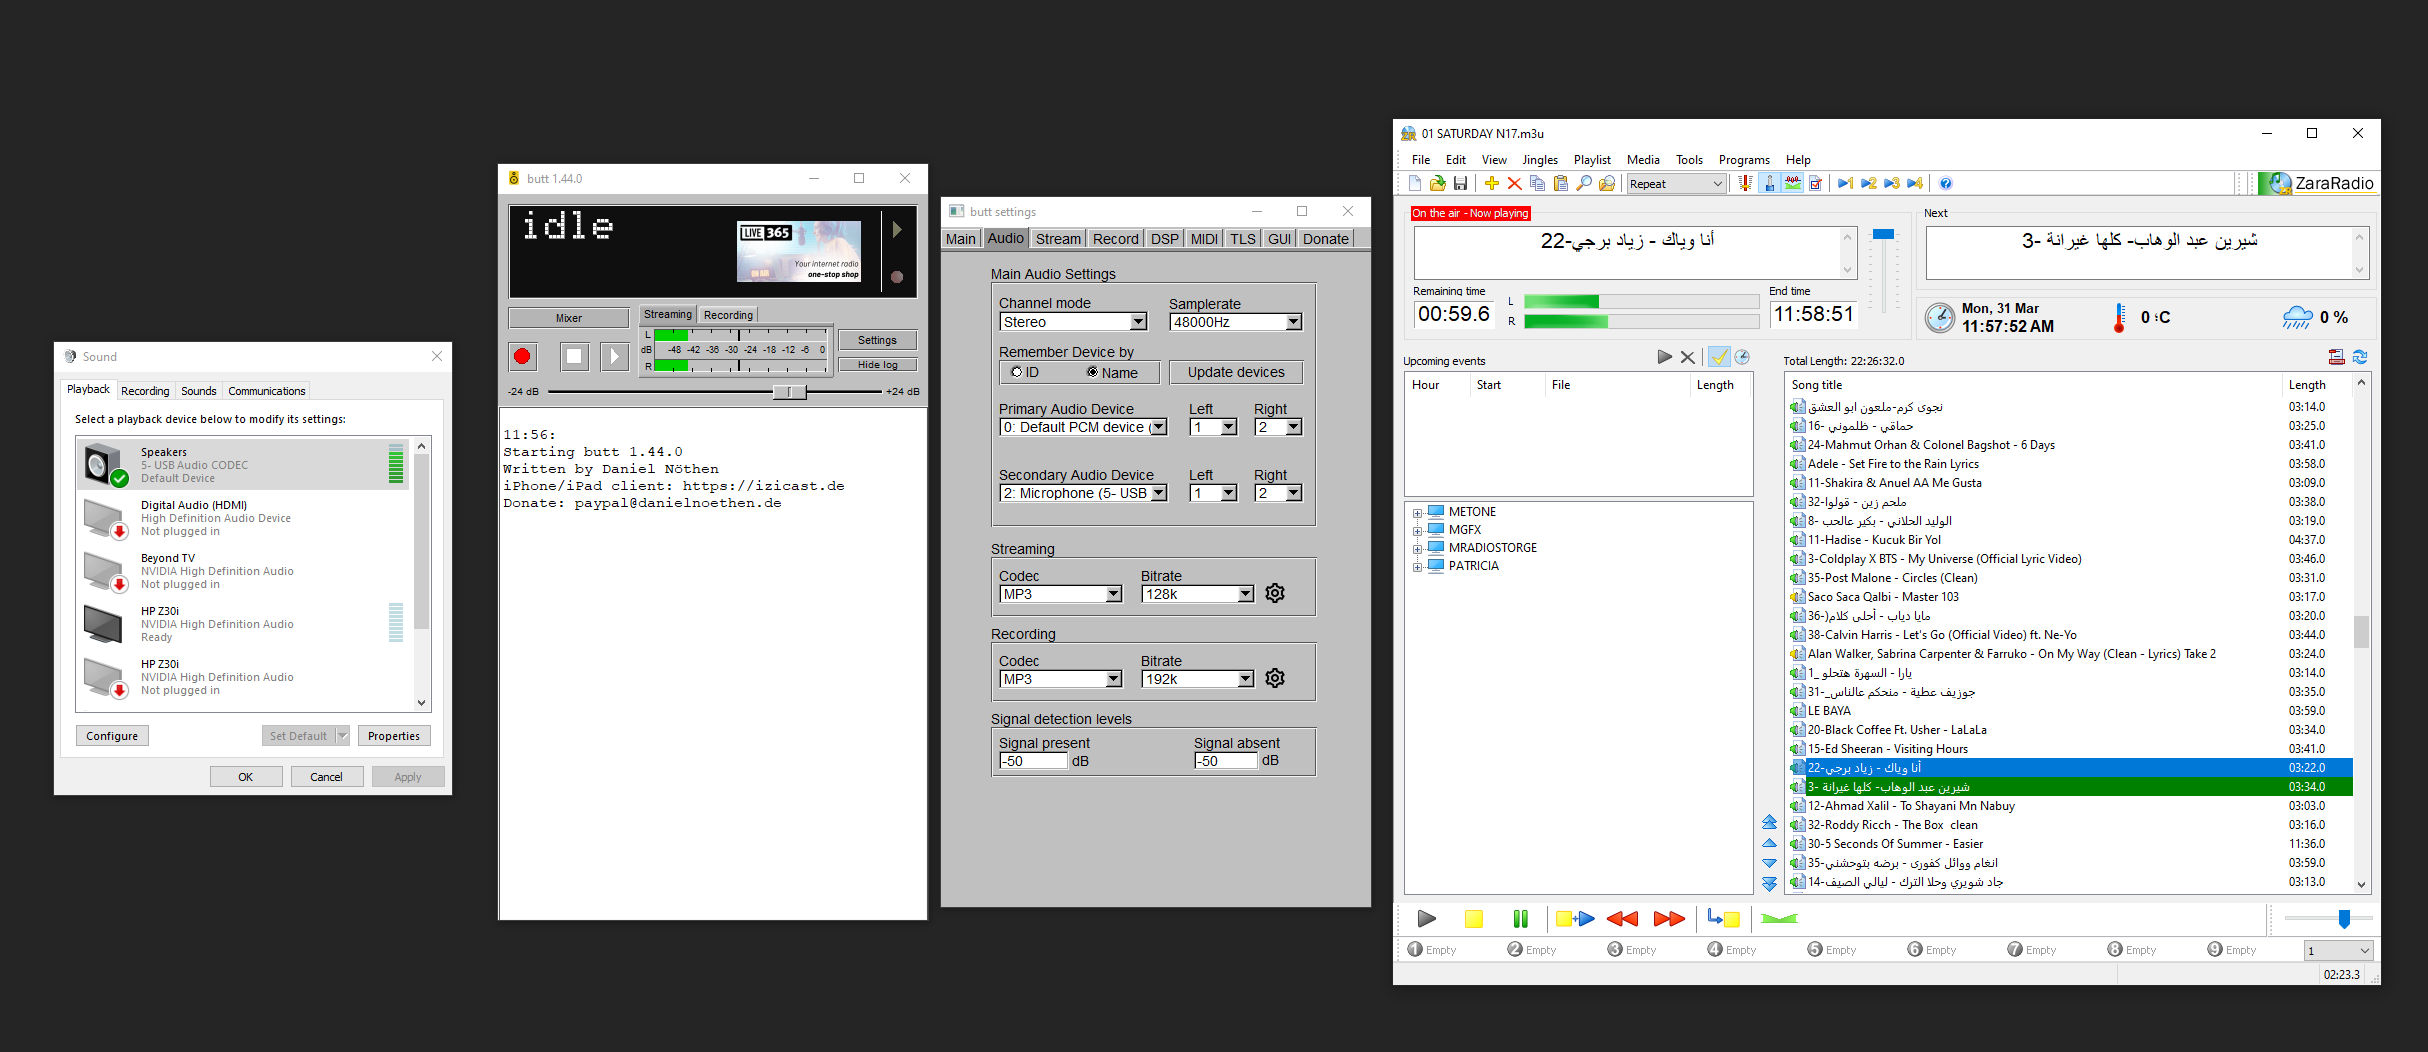 Sound
Playback
Recording
Sounds
Communications
Select a playback device below to modify its settings:
Speakers
5- USB Audio CODEC
Default Device
Digital Audio (HDMI)
High Definition Audio Device
Not plugged in
Beyond TV
NVIDIA High Definition Audio
Not plugged in
HP Z30i
NVIDIA High Definition Audio
Ready
HP Z30i
NVIDIA High Definition Audio
Not plugged in
Configure
Set Default
Properties
OK
Cancel
Apply
butt 1.44.0
idle
LIVE 365
Your internet radio
one-stop shop
Mixer
Streaming
Recording
L
dB -48 -42 -36 -30 -24 -18 -12 -6 0
R
Settings
Hide log
-24 dB
+24 dB
11:56:
Starting butt 1.44.0
Written by Daniel Nöthen
iPhone/iPad client: https://izicast.de
Donate: paypal@danielnoethen.de
butt settings
Main
Audio
Stream
Record
DSP
MIDI
TLS
GUI
Donate
Main Audio Settings
Channel mode
Samplerate
Stereo
48000Hz
Remember Device by
ID
Name
Update devices
Primary Audio Device
Left
Right
0: Default PCM device (
1
2
Secondary Audio Device
Left
Right
2: Microphone (5- USB
1
2
Streaming
Codec
Bitrate
MP3
128k
Recording
Codec
Bitrate
MP3
192k
Signal detection levels
Signal present
Signal absent
-50 dB
-50 dB
01 SATURDAY N17.m3u
File
Edit
View
Jingles
Playlist
Media
Tools
Programs
Help
Repeat
1
2
3
4
ZaraRadio
On the air - Now playing
22-أنا وياك - زياد برجي
Remaining time
00:59.6
L
R
End time
11:58:51
Next
3- شيرين عبد الوهاب- كلها غيرانة
Mon, 31 Mar
11:57:52 AM
0 °C
0 %
Upcoming events
Hour
Start
File
Length
METONE
MGFX
MRADIOSTORGE
PATRICIA
Total Length: 22:26:32.0
Song title
Length
نجوى كرم-ملعون ابو العشق 03:14.0
16- حماقي - ظلموني 03:25.0
24-Mahmut Orhan & Colonel Bagshot - 6 Days 03:41.0
Adele - Set Fire to the Rain Lyrics 03:58.0
11-Shakira & Anuel AA Me Gusta 03:09.0
32-ملحم زين - قولوا 03:38.0
8- الوليد الحلاني - بكير عالحب 03:19.0
11-Hadise - Kucuk Bir Yol 04:37.0
3-Coldplay X BTS - My Universe (Official Lyric Video) 03:46.0
35-Post Malone - Circles (Clean) 03:31.0
Saco Saca Qalbi - Master 103 03:17.0
36-)مايا دياب - أحلى كلام 03:20.0
38-Calvin Harris - Let's Go (Official Video) ft. Ne-Yo 03:44.0
Alan Walker, Sabrina Carpenter & Farruko - On My Way (Clean - Lyrics) Take 2 03:24.0
1_ يارا - السهرة هتحلو 03:14.0
31-_جوزيف عطية - منحكم عالناس 03:35.0
LE BAYA 03:59.0
20-Black Coffee Ft. Usher - LaLaLa 03:34.0
15-Ed Sheeran - Visiting Hours 03:41.0
22-أنا وياك - زياد برجي 03:22.0
3- شيرين عبد الوهاب- كلها غيرانة 03:34.0
12-Ahmad Xalil - To Shayani Mn Nabuy 03:03.0
32-Roddy Ricch - The Box  clean 03:16.0
30-5 Seconds Of Summer - Easier 11:36.0
35-انغام ووائل كفورى - برضه بتوحشني 03:59.0
14-جاد شويري وحلا الترك - ليالي الصيف 03:13.0
1 Empty
2 Empty
3 Empty
4 Empty
5 Empty
6 Empty
7 Empty
8 Empty
9 Empty
1
02:23.3